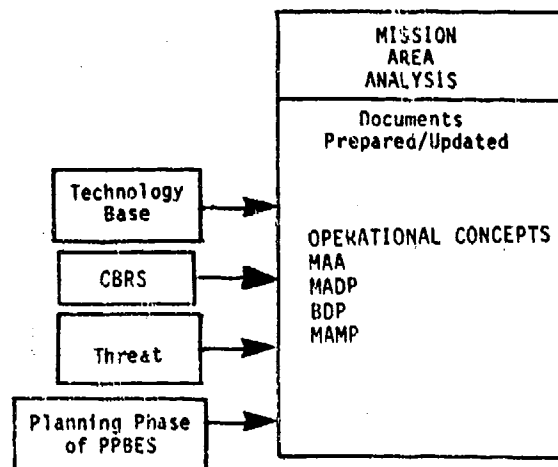 MISSION
AREA
ANALYSIS
Documents
Prepared/Updated
Technology
Base
CBRS
Threat
Planning Phase
of PPBES
OPERATIONAL CONCEPTS
MAA
MADP
BDP
MAMP